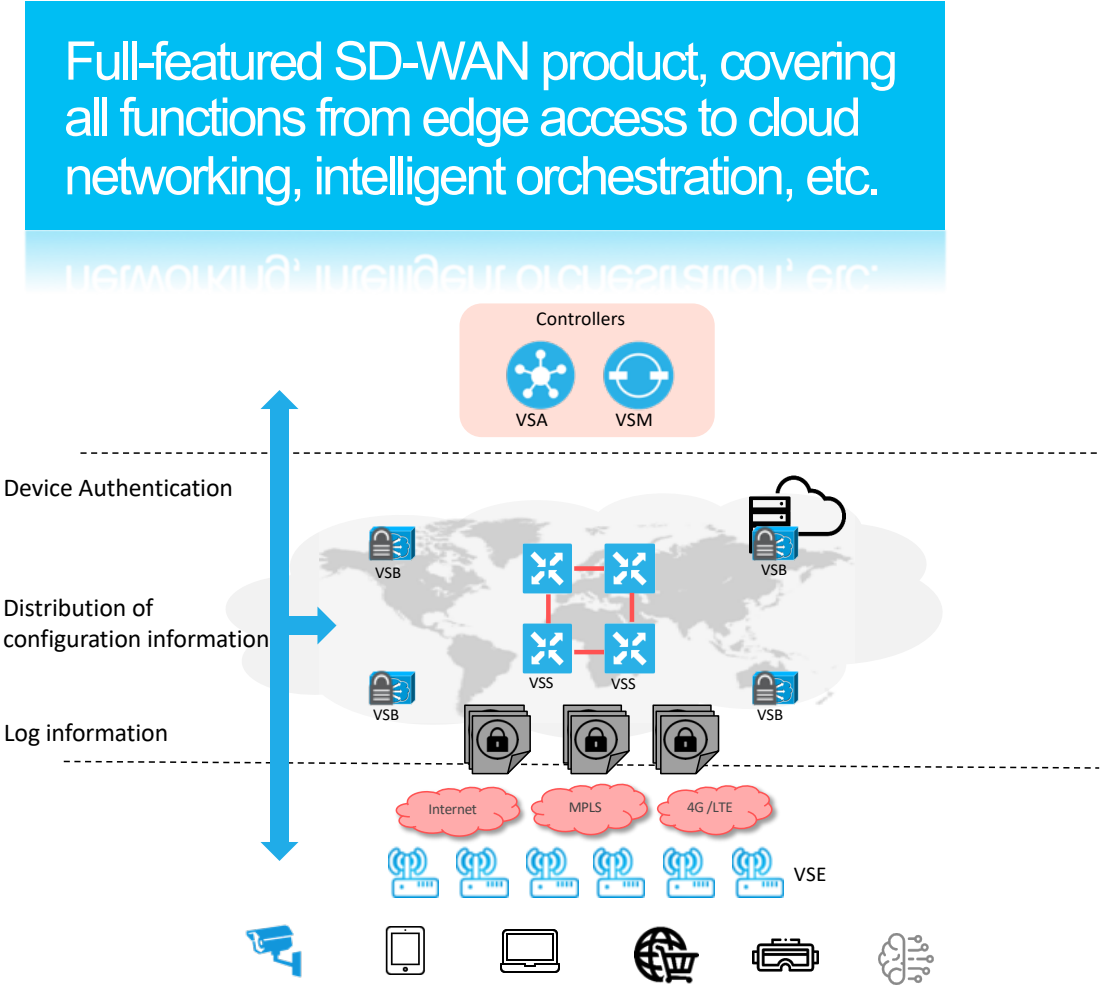 Full-featured SD-WAN product, covering
all functions from edge access to cloud
networking, intelligent orchestration, etc.
Controllers
VSA
VSM
Device Authentication
VSB
VSB
Distribution of
configuration information
VSS
VSS
VSB
VSB
Log information
Internet
MPLS
4G /LTE
VSE